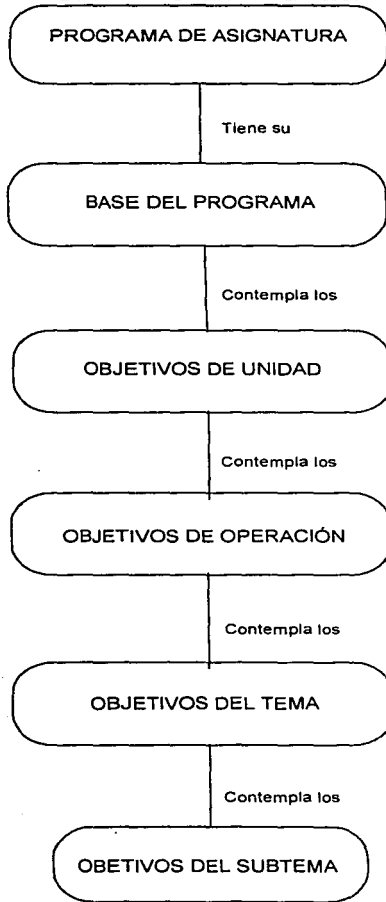 PROGRAMA DE ASIGNATURA
Tiene su
BASE DEL PROGRAMA
Contempla los
OBJETIVOS DE UNIDAD
Contempla los
OBJETIVOS DE OPERACIÓN
Contempla los
OBJETIVOS DEL TEMA
Contempla los
OBETIVOS DEL SUBTEMA